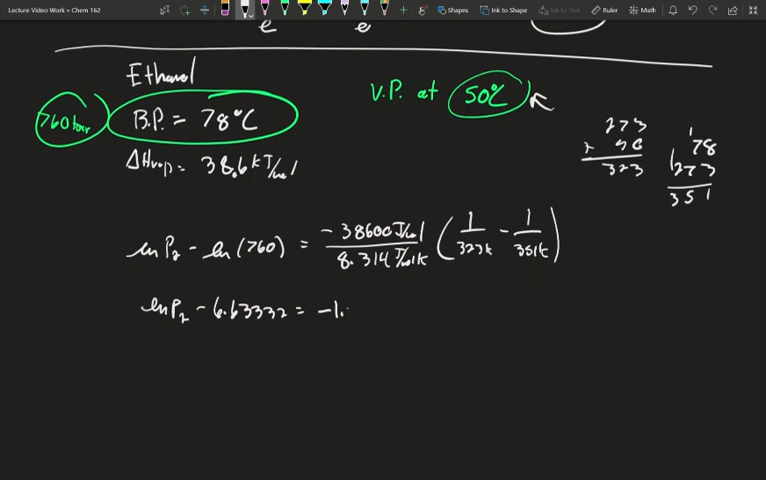 Lecture Video Work • Chem 162
Shapes Ink to Shape Ink to Text Ruler Math
e e
Ethanol
V.P. at 50°C
760 torr B.P. = 78°C
ΔHvap = 38.6 kJ/mol
273
323
78
273
351
ln P₂ - ln (760) = -38600 J/mol / 8.314 J/mol K ( 1/323K - 1/351K )
ln P₂ - 6.63332 = -1.